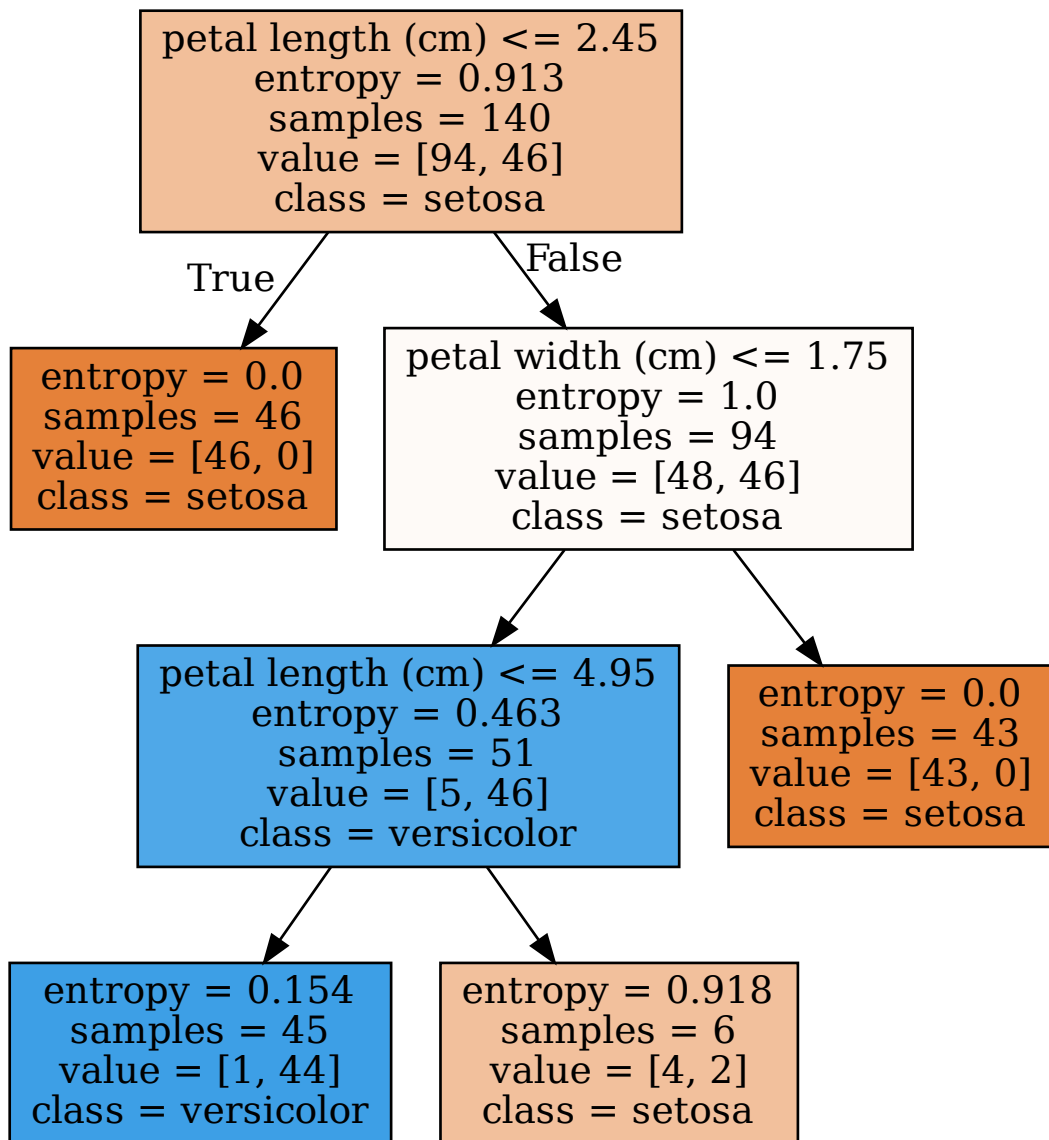 petal length (cm) <= 2.45
entropy = 0.913
samples = 140
value = [94, 46]
class = setosa
True
False
entropy = 0.0
samples = 46
value = [46, 0]
class = setosa
petal width (cm) <= 1.75
entropy = 1.0
samples = 94
value = [48, 46]
class = setosa
petal length (cm) <= 4.95
entropy = 0.463
samples = 51
value = [5, 46]
class = versicolor
entropy = 0.0
samples = 43
value = [43, 0]
class = setosa
entropy = 0.154
samples = 45
value = [1, 44]
class = versicolor
entropy = 0.918
samples = 6
value = [4, 2]
class = setosa